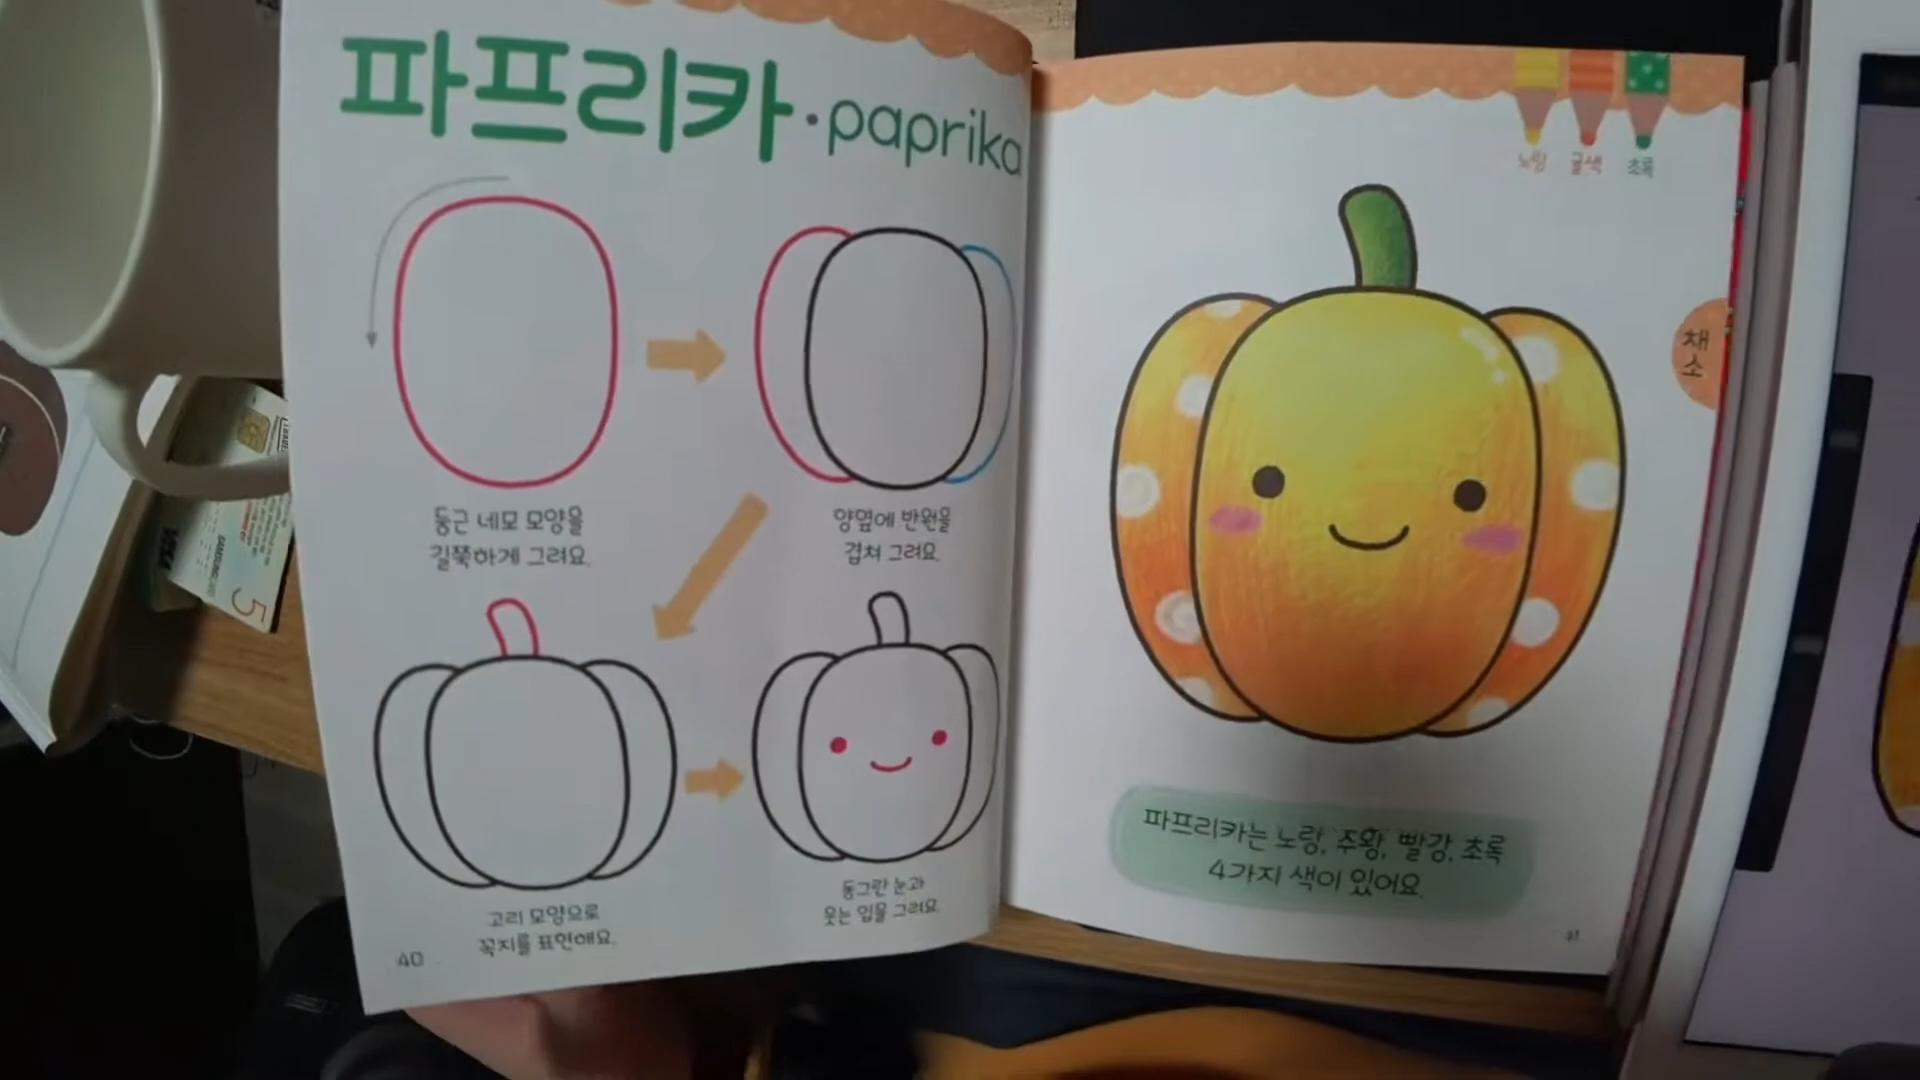 파프리카·paprika
둥근 네모 모양을
길쭉하게 그려요.
양옆에 반원을
겹쳐 그려요.
고리 모양으로
꼭지를 표현해요.
동그란 눈과
웃는 입을 그려요.
40
노랑 귤색 초록
채소
파프리카는 노랑, 주황, 빨강, 초록
4가지 색이 있어요.
41
VISA
SAMSUNG
5